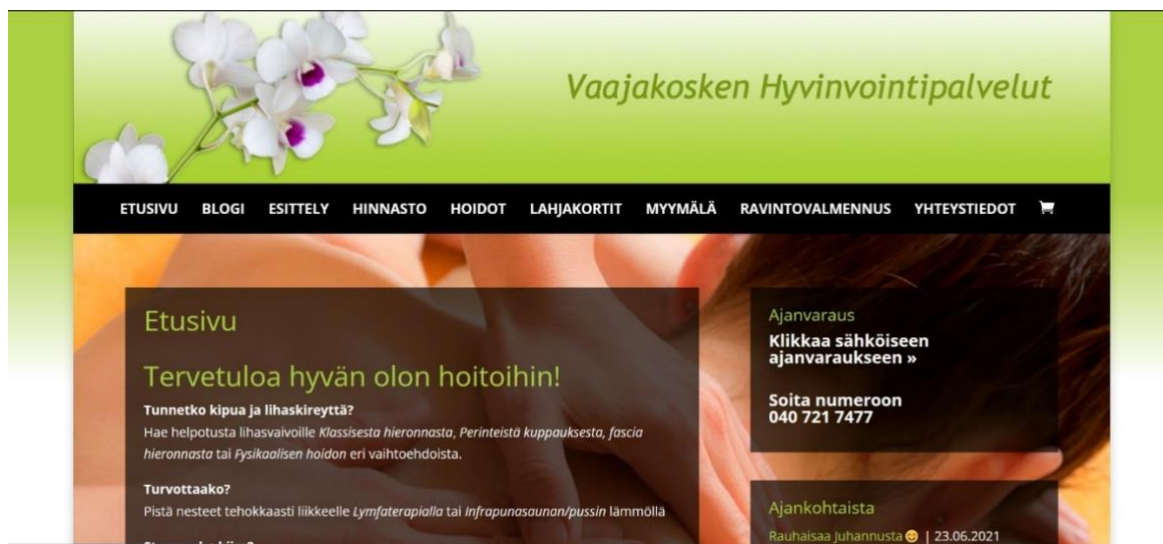 Vaajakosken Hyvinvointipalvelut
ETUSIVU BLOGI ESITTELY HINNASTO HOIDOT LAHJAKORTIT MYYMÄLÄ RAVINTOVALMENNUS YHTEYSTIEDOT
Etusivu
Tervetuloa hyvän olon hoitoihin!
Tunnetko kipua ja lihaskireyttä?
Hae helpotusta lihasvaivoille Klassisesta hieronnasta, Perinteistä kuppauksesta, fascia
hieronnasta tai Fysikaalisen hoidon eri vaihtoehdoista.
Turvottaako?
Pistä nesteet tehokkaasti liikkeelle Lymfaterapialla tai Infrapunasaunan/pussin lämmöllä
Ajanvaraus
Klikkaa sähköiseen
ajanvaraukseen »
Soita numeroon
040 721 7477
Ajankohtaista
Rauhaisaa Juhannusta 😊 | 23.06.2021